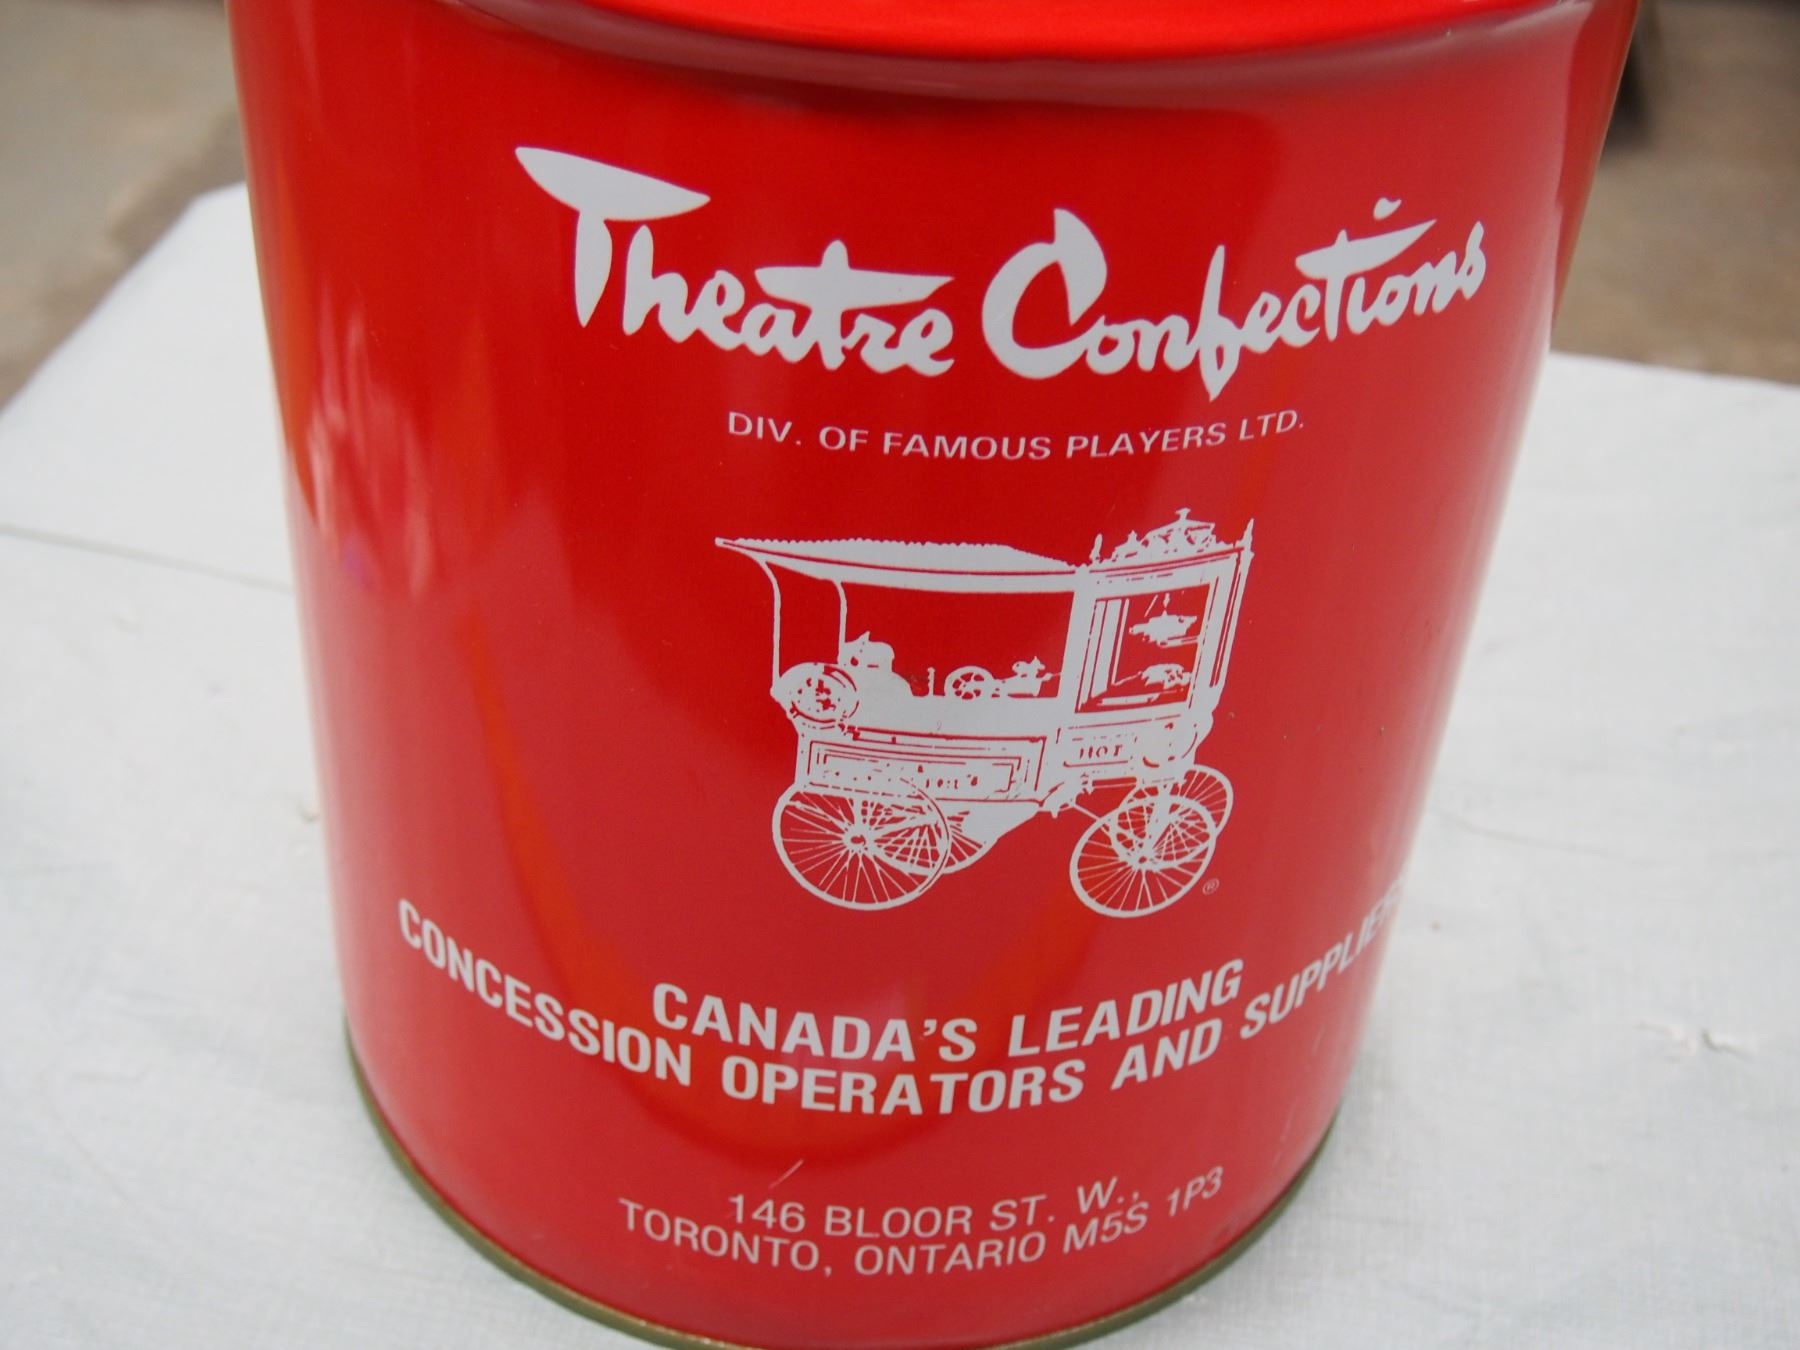 Theatre Confections
DIV. OF FAMOUS PLAYERS LTD.
HOT
®
CANADA'S LEADING
CONCESSION OPERATORS AND SUPPLIERS
146 BLOOR ST. W.,
TORONTO, ONTARIO M5S 1P3